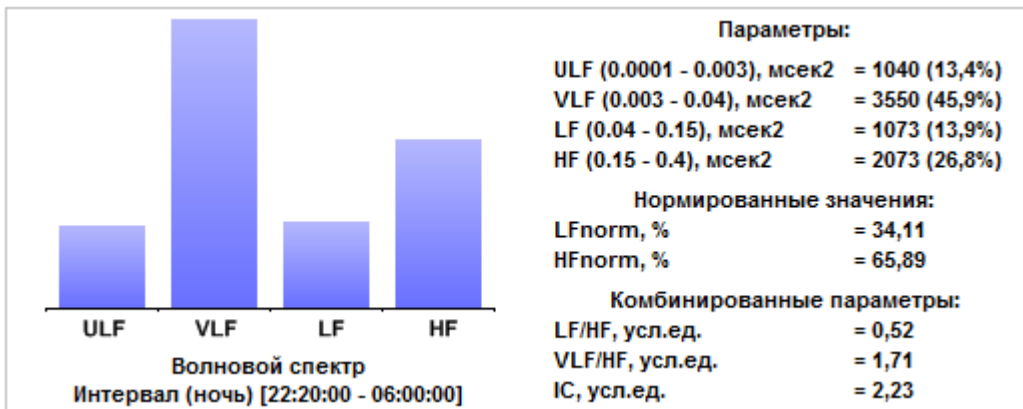 ULF VLF LF HF
Волновой спектр
Интервал (ночь) [22:20:00 - 06:00:00]
Параметры:
ULF (0.0001 - 0.003), мсек2 = 1040 (13,4%)
VLF (0.003 - 0.04), мсек2 = 3550 (45,9%)
LF (0.04 - 0.15), мсек2 = 1073 (13,9%)
HF (0.15 - 0.4), мсек2 = 2073 (26,8%)
Нормированные значения:
LFnorm, % = 34,11
HFnorm, % = 65,89
Комбинированные параметры:
LF/HF, усл.ед. = 0,52
VLF/HF, усл.ед. = 1,71
IC, усл.ед. = 2,23